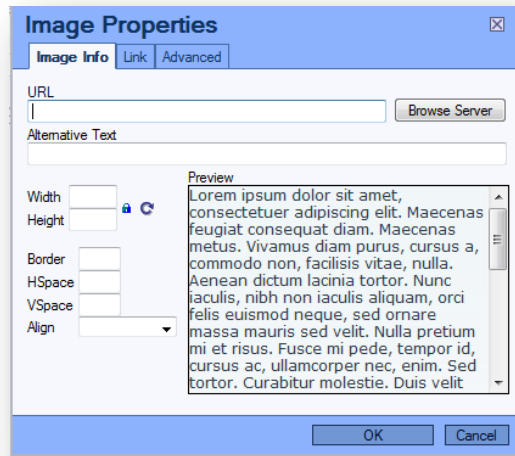 Image Properties
Image Info
Link
Advanced
URL
Browse Server
Alternative Text
Width
Height
Border
HSpace
VSpace
Align
Preview
Lorem ipsum dolor sit amet,
consectetuer adipiscing elit. Maecenas
feugiat consequat diam. Maecenas
metus. Vivamus diam purus, cursus a,
commodo non, facilisis vitae, nulla.
Aenean dictum lacinia tortor. Nunc
iaculis, nibh non iaculis aliquam, orci
felis euismod neque, sed ornare
massa mauris sed velit. Nulla pretium
mi et risus. Fusce mi pede, tempor id,
cursus ac, ullamcorper nec, enim. Sed
tortor. Curabitur molestie. Duis velit
OK
Cancel